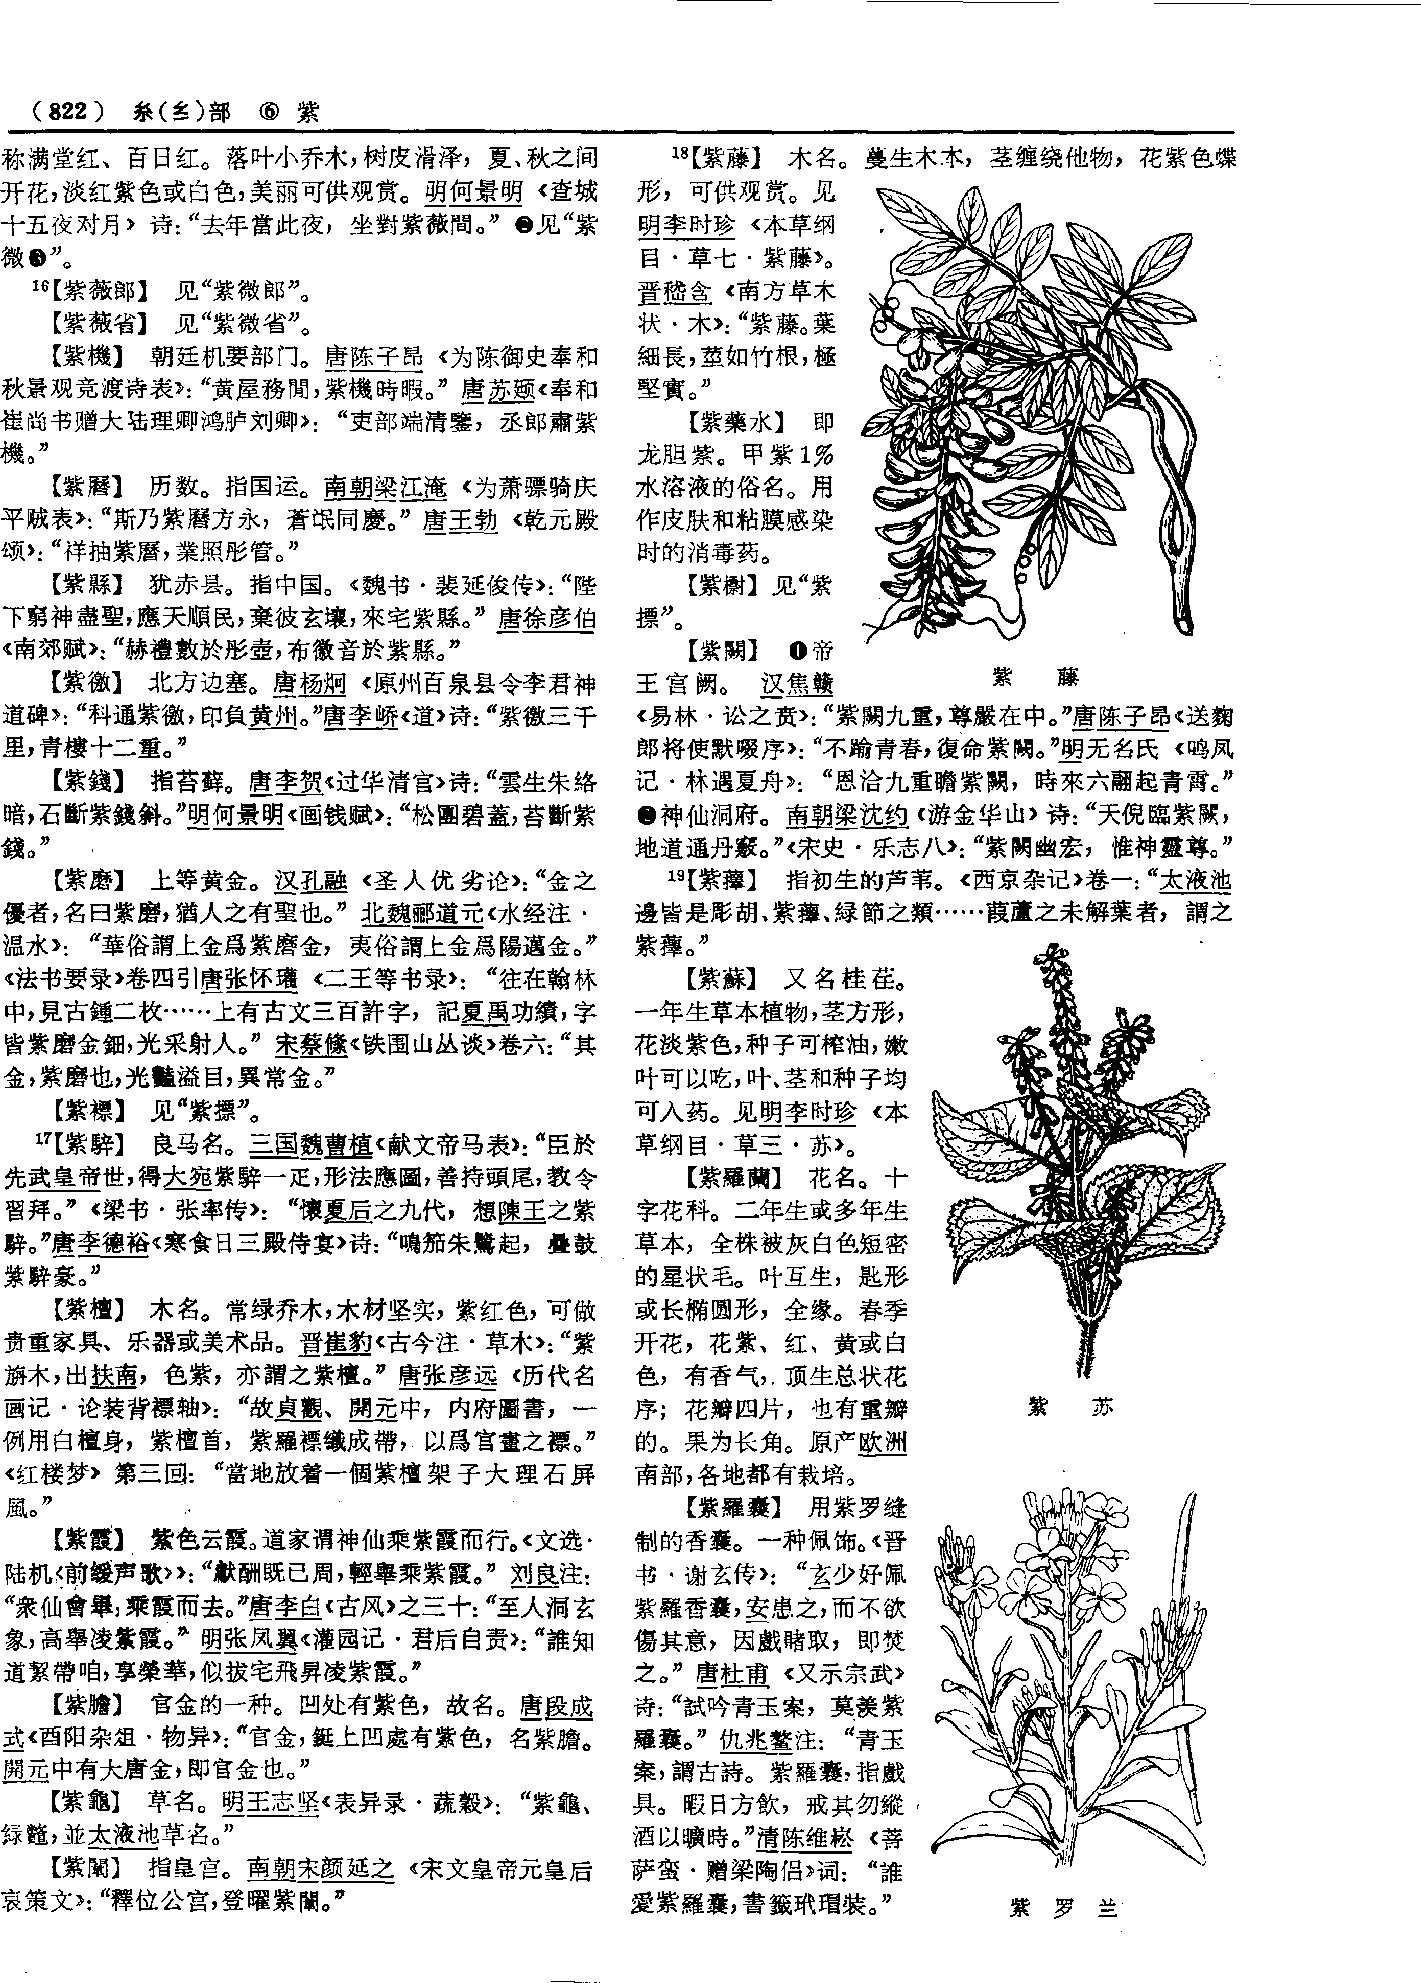 (822) 糸(纟)部 ⑥ 紫
称满堂红、百日红。落叶小乔木,树皮滑泽,夏、秋之间
开花,淡红紫色或白色,美丽可供观赏。明何景明《查城
十五夜对月》诗:“去年當此夜,坐對紫薇間。”❷见“紫
微❸”。
16【紫薇郎】 见“紫微郎”。
【紫薇省】 见“紫微省”。
【紫機】 朝廷机要部门。唐陈子昂《为陈御史奉和
秋景观竞渡诗表》:“黄屋務閒,紫機時暇。”唐苏颋《奉和
崔尚书赠大理陆卿鸿胪刘卿》:“吏部端清鑒,丞郎肅紫
機。”
【紫曆】 历数。指国运。南朝梁江淹《为萧骠骑庆
平贼表》:“斯乃紫曆方永,蒼氓同慶。”唐王勃《乾元殿
颂》:“祥抽紫曆,業照彤管。”
【紫縣】 犹赤县。指中国。《魏书·裴延俊传》:“陛
下窮神盡聖,應天順民,棄彼玄壤,來宅紫縣。”唐徐彦伯
《南郊赋》:“赫禮數於彤壺,布徽音於紫縣。”
【紫徼】 北方边塞。唐杨炯《原州百泉县令李君神
道碑》:“科通紫徼,印負黄州。”唐李峤《道》诗:“紫徼三千
里,青樓十二重。”
【紫錢】 指苔藓。唐李贺《过华清宫》诗:“雲生朱络
暗,石斷紫錢斜。”明何景明《画钱赋》:“松團碧蓋,苔斷紫
錢。”
【紫磨】 上等黄金。汉孔融《圣人优劣论》:“金之
優者,名曰紫磨,猶人之有聖也。”北魏郦道元《水经注·
温水》:“華俗謂上金爲紫磨金,夷俗謂上金爲陽邁金。”
《法书要录》卷四引唐张怀瓘《二王等书录》:“往在翰林
中,見古鍾二枚……上有古文三百許字,記夏禹功績,字
皆紫磨金鈿,光采射人。”宋蔡絛《铁围山丛谈》卷六:“其
金,紫磨也,光豔溢目,異常金。”
【紫褾】 见“紫摽”。
17【紫騂】 良马名。三国魏曹植《献文帝马表》:“臣於
先武皇帝世,得大宛紫騂一疋,形法應圖,善持頭尾,教令
習拜。”《梁书·张率传》:“懷夏后之九代,想陳王之紫
騂。”唐李德裕《寒食日三殿侍宴》诗:“鳴笳朱鷺起,疊鼓
紫騂豪。”
【紫檀】 木名。常绿乔木,木材坚实,紫红色,可做
贵重家具、乐器或美术品。晋崔豹《古今注·草木》:“紫
旃木,出扶南,色紫,亦謂之紫檀。”唐张彦远《历代名
画记·论装背褾轴》:“故貞觀、開元中,内府圖書,一
例用白檀身,紫檀首,紫羅褾織成帶,以爲官畫之褾。”
《红楼梦》第三回:“當地放着一個紫檀架子大理石屏
風。”
【紫霞】 紫色云霞。道家谓神仙乘紫霞而行。《文选·
陆机〈前缓声歌〉》:“獻酬既已周,輕舉乘紫霞。”刘良注:
“衆仙會畢,乘霞而去。”唐李白《古风》之三十:“至人洞玄
象,高舉凌紫霞。”明张凤翼《灌园记·君后自责》:“誰知
道絮帶咱,享榮華,似拔宅飛昇凌紫霞。”
【紫膽】 官金的一种。凹处有紫色,故名。唐段成
式《酉阳杂俎·物异》:“官金,鋌上凹處有紫色,名紫膽。
開元中有大唐金,即官金也。”
【紫龜】 草名。明王志坚《表异录·蔬穀》:“紫龜、
绿鼈,並太液池草名。”
【紫闈】 指皇宫。南朝宋颜延之《宋文皇帝元皇后
哀策文》:“釋位公宫,登曜紫闈。”
18【紫藤】 木名。蔓生木本,茎缠绕他物,花紫色蝶
形,可供观赏。见
明李时珍《本草纲
目·草七·紫藤》。
晋嵇含《南方草木
状·木》:“紫藤。葉
細長,莖如竹根,極
堅實。”
【紫藥水】 即
龙胆紫。甲紫1%
水溶液的俗名。用
作皮肤和粘膜感染
时的消毒药。
【紫櫥】见“紫
摽”。
【紫闕】 ❶帝
王宫阙。汉焦赣
《易林·讼之贲》:“紫闕九重,尊嚴在中。”唐陈子昂《送麴
郎将使默啜序》:“不踰青春,復命紫闕。”明无名氏《鸣凤
记·林遇夏舟》:“恩洽九重瞻紫闕,時來六翮起青霄。”
❷神仙洞府。南朝梁沈约《游金华山》诗:“天倪臨紫闕,
地道通丹竅。”《宋史·乐志八》:“紫闕幽宏,惟神靈尊。”
19【紫蘀】 指初生的芦苇。《西京杂记》卷一:“太液池
邊皆是彫胡、紫蘀、緑節之類……葭蘆之未解葉者,謂之
紫蘀。”
【紫蘇】 又名桂荏。
一年生草本植物,茎方形,
花淡紫色,种子可榨油,嫩
叶可以吃,叶、茎和种子均
可入药。见明李时珍《本
草纲目·草三·苏》。
【紫羅蘭】 花名。十
字花科。二年生或多年生
草本,全株被灰白色短密
的星状毛。叶互生,匙形
或长椭圆形,全缘。春季
开花,花紫、红、黄或白
色,有香气,顶生总状花
序;花瓣四片,也有重瓣
的。果为长角。原产欧洲
南部,各地都有栽培。
【紫羅囊】 用紫罗缝
制的香囊。一种佩饰。《晋
书·谢玄传》:“玄少好佩
紫羅香囊,安患之,而不欲
傷其意,因戲賭取,即焚
之。”唐杜甫《又示宗武》
诗:“試吟青玉案,莫羡紫
羅囊。”仇兆鳌注:“青玉
案,謂古詩。紫羅囊,指戲
具。暇日方飲,戒其勿縱
酒以曠時。”清陈维崧《菩
萨蛮·赠梁陶侣》词:“誰
愛紫羅囊,書籤玳瑁裝。”
紫 藤
紫 苏
紫 罗 兰